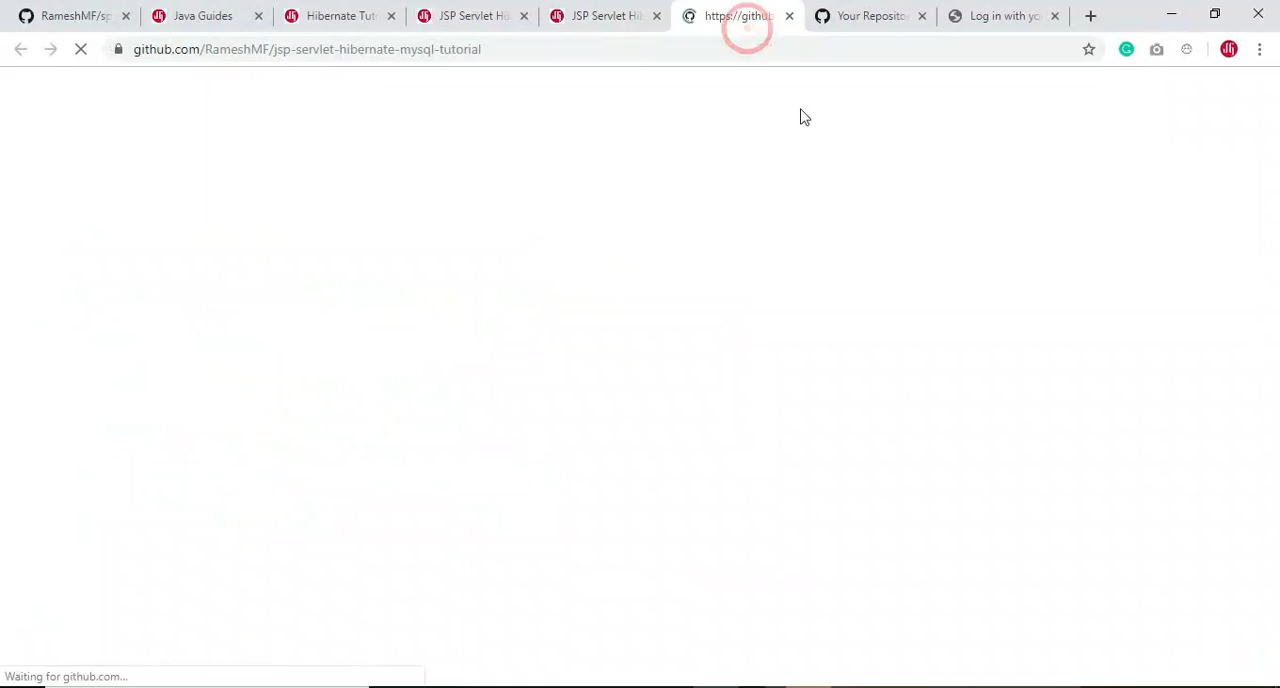 RameshMF/sp
Java Guides
Hibernate Tut
JSP Servlet Hi
JSP Servlet Hi
https://github
Your Reposito
Log in with yo
github.com/RameshMF/jsp-servlet-hibernate-mysql-tutorial
Waiting for github.com...